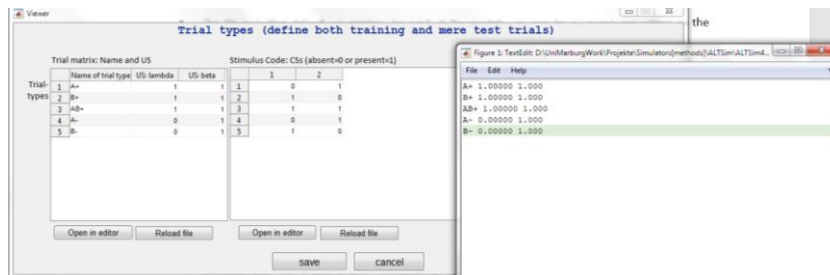 Viewer
the
Trial types (define both training and mere test trials)
Trial matrix: Name and US
Stimulus Code: CSs (absent=0 or present=1)
Name of trial type US: lambda US: beta
1 2
Trial-
types
1 A+ 1 1
2 B+ 1 1
3 AB+ 1 1
4 A- 0 1
5 B- 0 1
1 0 1
2 1 0
3 1 1
4 0 1
5 1 0
Open in editor Reload file
Open in editor Reload file
save cancel
Figure 1: TextEdit: D:\UniMarburgWork\Projekte\Simulators[methods]\ALTSim\ALTSim4...
File Edit Help
A+ 1.00000 1.000
B+ 1.00000 1.000
AB+ 1.00000 1.000
A- 0.00000 1.000
B- 0.00000 1.000